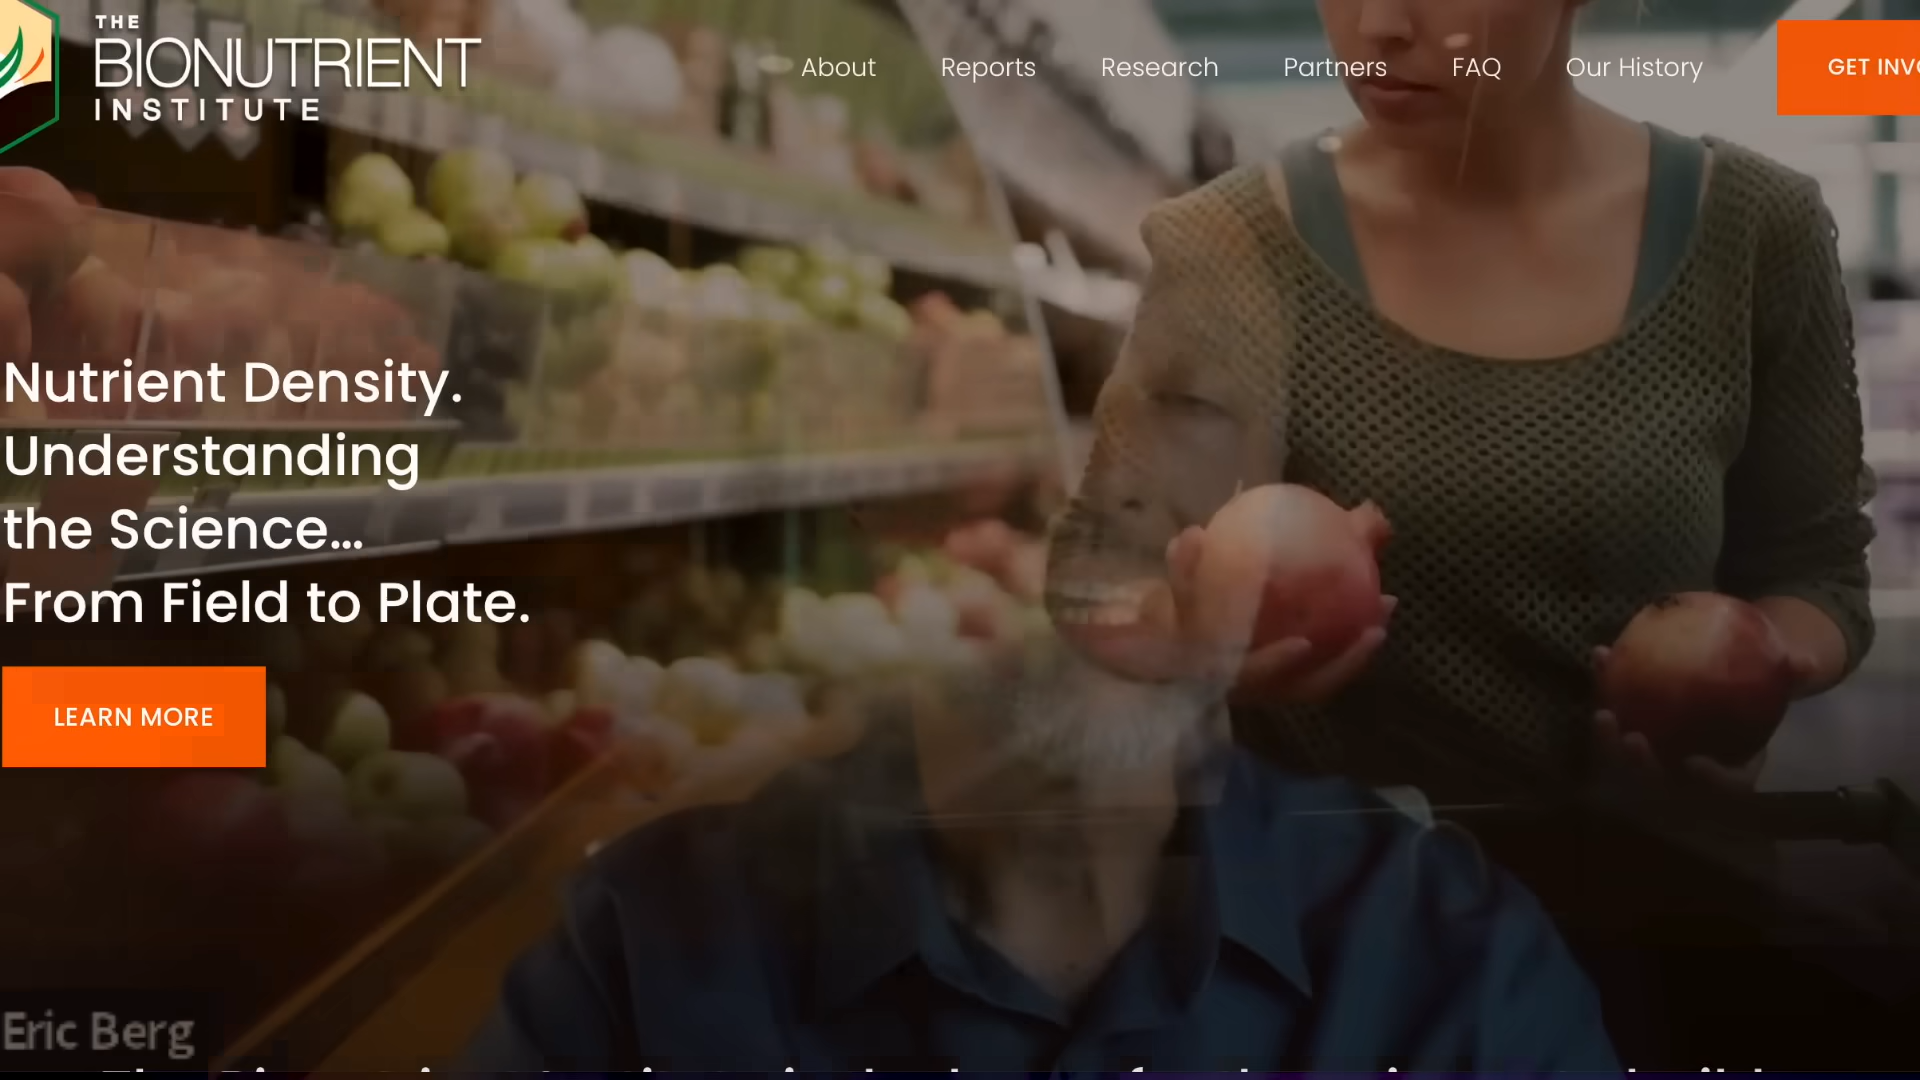 THE
BIONUTRIENT
INSTITUTE
About Reports Research Partners FAQ Our History
Nutrient Density.
Understanding
the Science...
From Field to Plate.
LEARN MORE
Eric Berg
GET